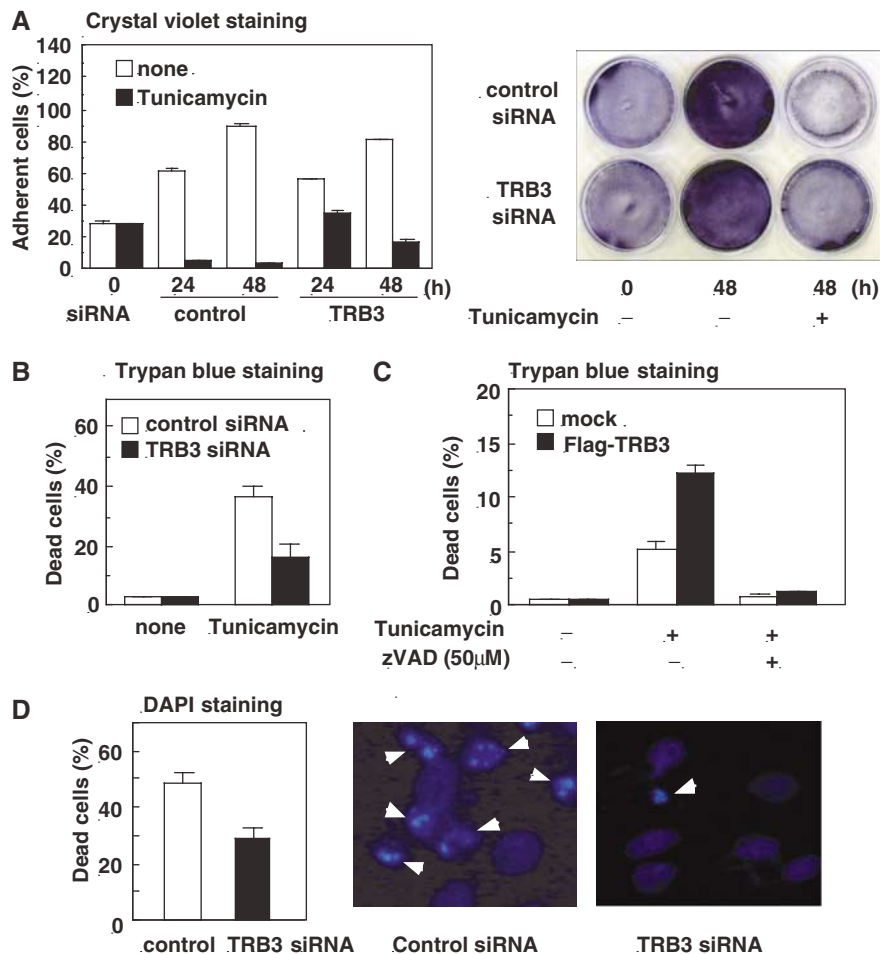 A Crystal violet staining
Adherent cells (%)
140
120
100
80
60
40
20
0
none
Tunicamycin
0 24 48 24 48 (h)
siRNA control TRB3
control siRNA
TRB3 siRNA
0 48 48 (h)
Tunicamycin – – +
B Trypan blue staining
Dead cells (%)
60
40
20
0
control siRNA
TRB3 siRNA
none Tunicamycin
C Trypan blue staining
Dead cells (%)
20
15
10
5
0
mock
Flag-TRB3
Tunicamycin – + +
zVAD (50µM) – – +
D DAPI staining
Dead cells (%)
60
40
20
0
control TRB3 siRNA
Control siRNA
TRB3 siRNA